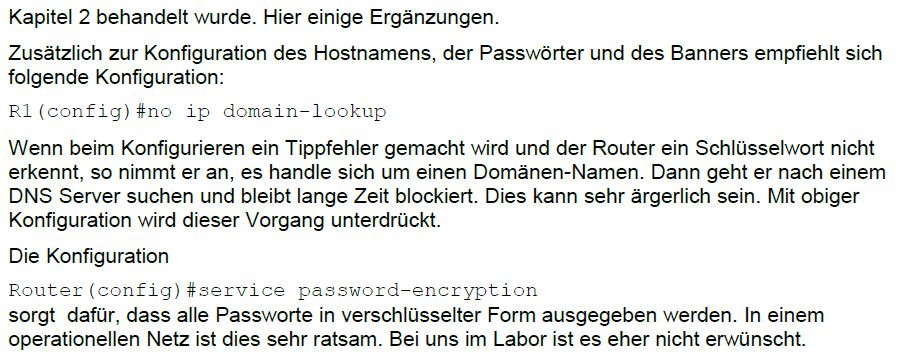 Kapitel 2 behandelt wurde. Hier einige Ergänzungen.
Zusätzlich zur Konfiguration des Hostnamens, der Passwörter und des Banners empfiehlt sich
folgende Konfiguration:
R1(config)#no ip domain-lookup
Wenn beim Konfigurieren ein Tippfehler gemacht wird und der Router ein Schlüsselwort nicht
erkennt, so nimmt er an, es handle sich um einen Domänen-Namen. Dann geht er nach einem
DNS Server suchen und bleibt lange Zeit blockiert. Dies kann sehr ärgerlich sein. Mit obiger
Konfiguration wird dieser Vorgang unterdrückt.
Die Konfiguration
Router(config)#service password-encryption
sorgt  dafür, dass alle Passworte in verschlüsselter Form ausgegeben werden. In einem
operationellen Netz ist dies sehr ratsam. Bei uns im Labor ist es eher nicht erwünscht.